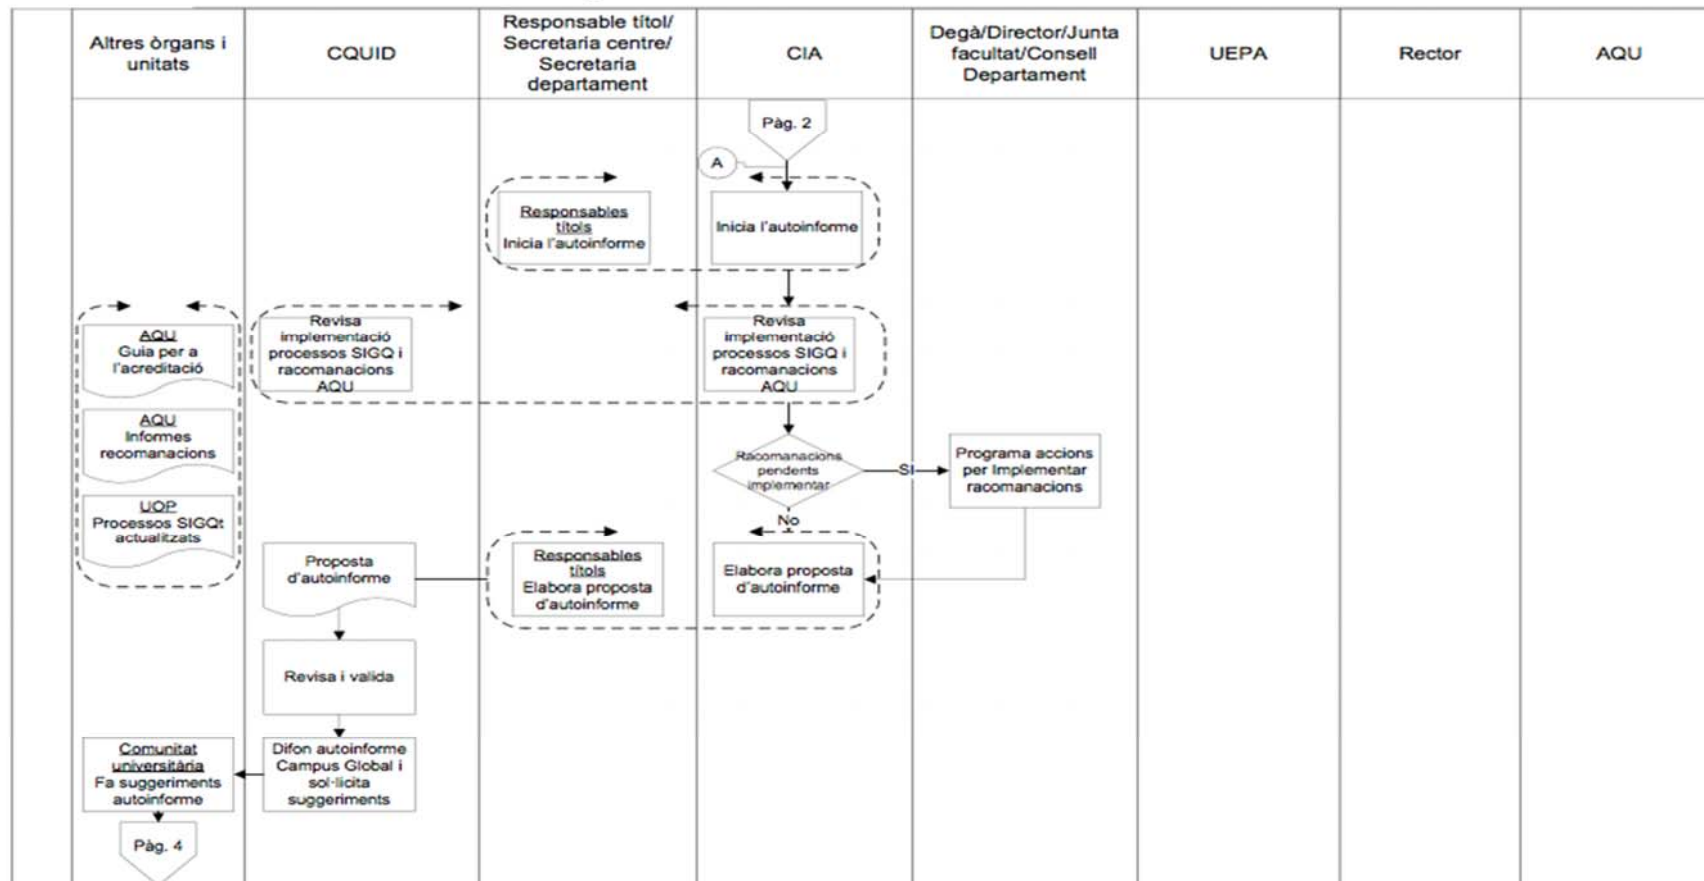 Altres òrgans i
unitats
CQUID
Responsable títol/
Secretaria centre/
Secretaria
departament
CIA
Degà/Director/Junta
facultat/Consell
Departament
UEPA
Rector
AQU
Pàg. 2
A
Responsables
títols
Inicia l'autoinforme
Inicia l'autoinforme
AQU
Guia per a
l'acreditació
Revisa
implementació
processos SIGQ i
racomanacions
AQU
Revisa
implementació
processos SIGQ i
racomanacions
AQU
AQU
Informes
recomanacions
Racomanacions
pendents
implementar
SI
Programa accions
per Implementar
racomanacions
No
UOP
Processos SIGQt
actualitzats
Proposta
d'autoinforme
Responsables
títols
Elabora proposta
d'autoinforme
Elabora proposta
d'autoinforme
Revisa i valida
Comunitat
universitària
Fa suggeriments
autoinforme
Difon autoinforme
Campus Global i
sol·licita
suggeriments
Pàg. 4